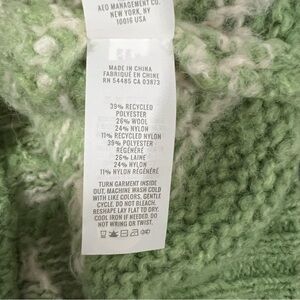 AEO MANAGEMENT CO.
NEW YORK, NY
10016 USA
MADE IN CHINA
FABRIQUÉ EN CHINE
RN 54485 CA 03873
39% RECYCLED
POLYESTER
26% WOOL
24% NYLON
11% RECYCLED NYLON
39% POLYESTER
RÉGÉNÉRÉ
26% LAINE
24% NYLON
11% NYLON RÉGÉNÉRÉ
TURN GARMENT INSIDE
OUT. MACHINE WASH COLD
WITH LIKE COLORS, GENTLE
CYCLE. DO NOT BLEACH.
RESHAPE LAY FLAT TO DRY.
COOL IRON IF NEEDED. DO
NOT WRING OR TWIST.